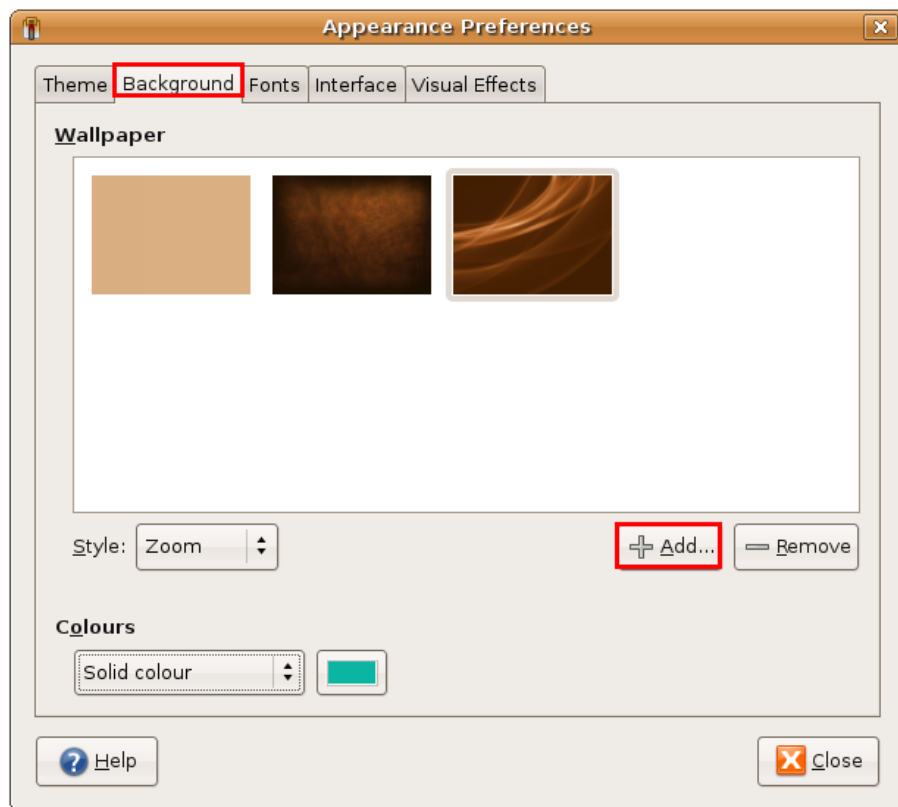 Appearance Preferences
Theme Background Fonts Interface Visual Effects
Wallpaper
Style: Zoom Add... Remove
Colours
Solid colour
Help Close